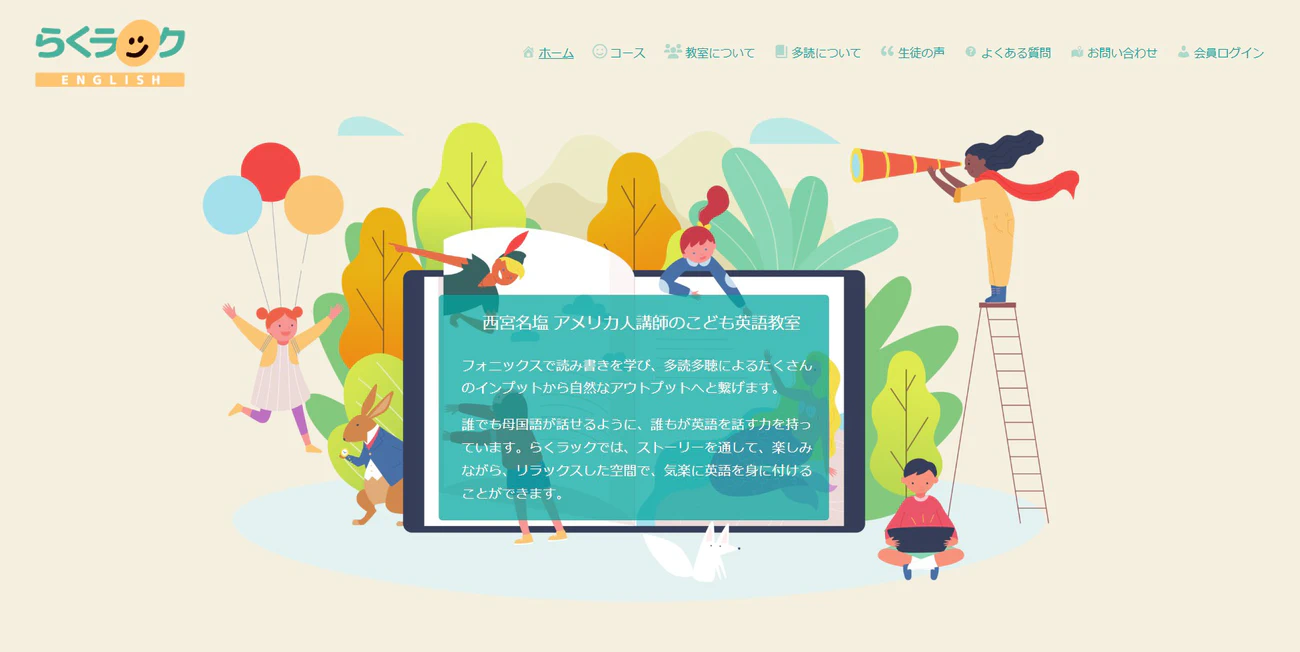 らくラック
ENGLISH
ホーム
コース
教室について
多読について
生徒の声
よくある質問
お問い合わせ
会員ログイン
西宮名塩 アメリカ人講師のこども英語教室
フォニックスで読み書きを学び、多読多聴によるたくさん
のインプットから自然なアウトプットへと繋げます。
誰でも母国語が話せるように、誰もが英語を話す力を持っ
ています。らくラックでは、ストーリーを通して、楽しみ
ながら、リラックスした空間で、気楽に英語を身に付ける
ことができます。